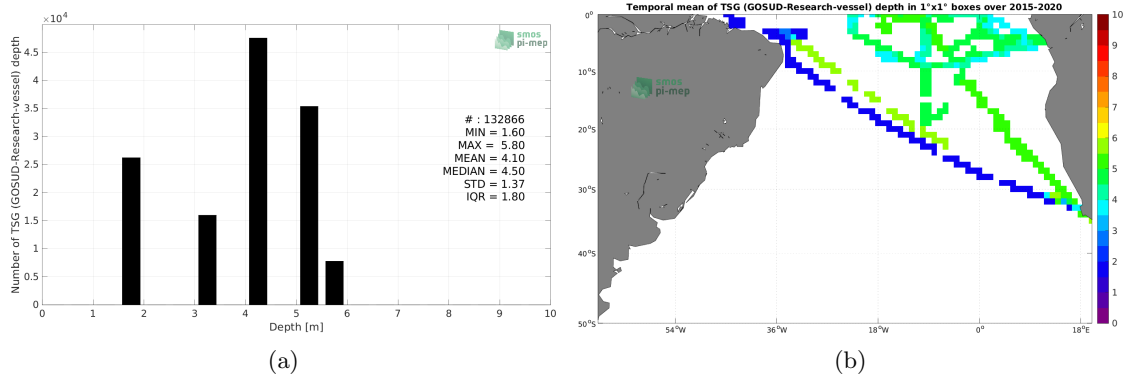 ×10⁴
5
4.5
4
3.5
3
2.5
2
1.5
1
0.5
0
Number of TSG (GOSUD-Research-vessel) depth
smos
pi-mep
# : 132866
MIN = 1.60
MAX = 5.80
MEAN = 4.10
MEDIAN = 4.50
STD = 1.37
IQR = 1.80
0 1 2 3 4 5 6 7 8 9 10
Depth [m]
(a)
Temporal mean of TSG (GOSUD-Research-vessel) depth in 1°x1° boxes over 2015-2020
0°
10°S
20°S
30°S
40°S
50°S
smos
pi-mep
54°W 36°W 18°W 0° 18°E
10
9
8
7
6
5
4
3
2
1
0
(b)